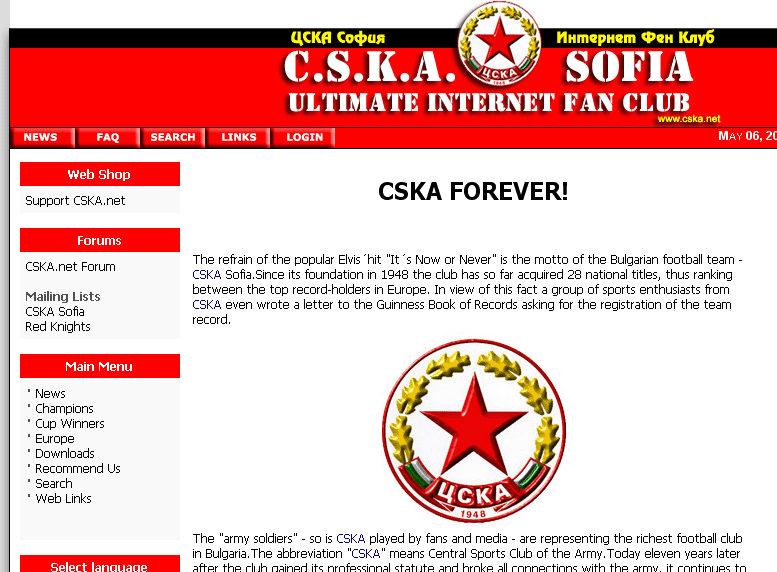 ЦСКА София
Интернет Фен Клуб
C.S.K.A. SOFIA
ULTIMATE INTERNET FAN CLUB
ЦСКА
1948
www.cska.net
NEWS FAQ SEARCH LINKS LOGIN
MAY 06, 20
Web Shop
Support CSKA.net
Forums
CSKA.net Forum
Mailing Lists
CSKA Sofia
Red Knights
Main Menu
' News
' Champions
' Cup Winners
' Europe
' Downloads
' Recommend Us
' Search
' Web Links
Select language
CSKA FOREVER!
The refrain of the popular Elvis´hit "It´s Now or Never" is the motto of the Bulgarian football team -
CSKA Sofia.Since its foundation in 1948 the club has so far acquired 28 national titles, thus ranking
between the top record-holders in Europe. In view of this fact a group of sports enthusiasts from
CSKA even wrote a letter to the Guinness Book of Records asking for the registration of the team
record.
ЦСКА
1948
The "army soldiers" - so is CSKA played by fans and media - are representing the richest football club
in Bulgaria.The abbreviation "CSKA" means Central Sports Club of the Army.Today eleven years later
after the club gained its professional statute and broke all connections with the army, it continues to